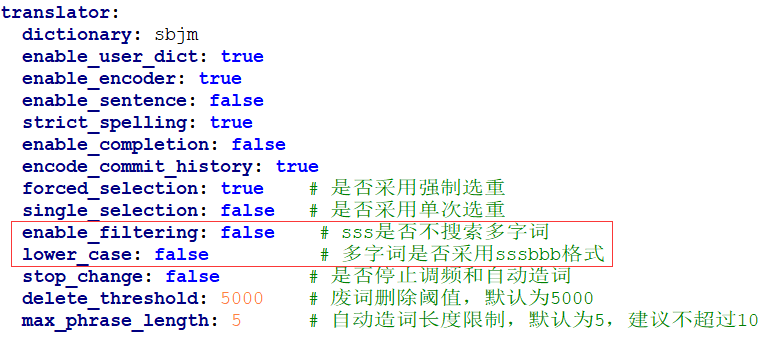 translator:
  dictionary: sbjm
  enable_user_dict: true
  enable_encoder: true
  enable_sentence: false
  strict_spelling: true
  enable_completion: false
  encode_commit_history: true
  forced_selection: true    # 是否采用强制选重
  single_selection: false   # 是否采用单次选重
  enable_filtering: false    # sss是否不搜索多字词
  lower_case: false          # 多字词是否采用sssbbb格式
  stop_change: false        # 是否停止调频和自动造词
  delete_threshold: 5000    # 废词删除阈值，默认为5000
  max_phrase_length: 5      # 自动造词长度限制，默认为5，建议不超过10